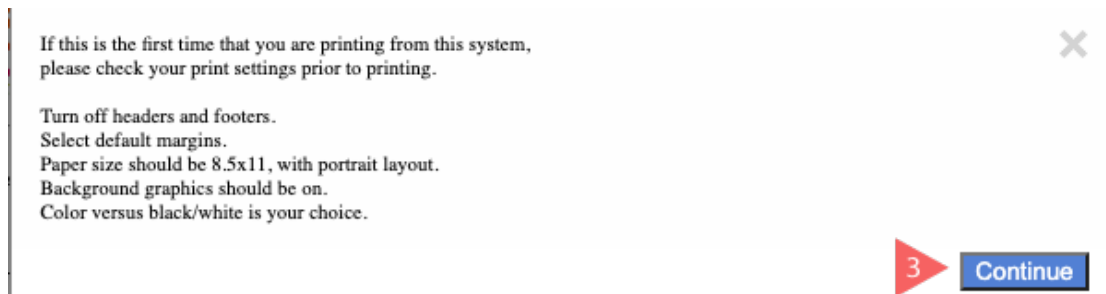 If this is the first time that you are printing from this system,
please check your print settings prior to printing.
Turn off headers and footers.
Select default margins.
Paper size should be 8.5x11, with portrait layout.
Background graphics should be on.
Color versus black/white is your choice.
3
Continue